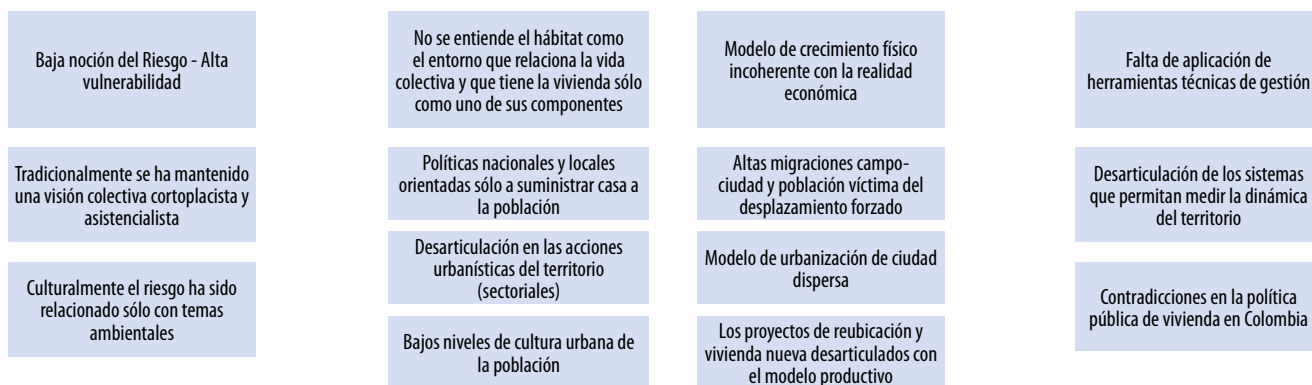 Baja noción del Riesgo - Alta
vulnerabilidad
Tradicionalmente se ha mantenido
una visión colectiva cortoplacista y
asistencialista
Culturalmente el riesgo ha sido
relacionado sólo con temas
ambientales
No se entiende el hábitat como
el entorno que relaciona la vida
colectiva y que tiene la vivienda sólo
como uno de sus componentes
Políticas nacionales y locales
orientadas sólo a suministrar casa a
la población
Desarticulación en las acciones
urbanísticas del territorio
(sectoriales)
Bajos niveles de cultura urbana de
la población
Modelo de crecimiento físico
incoherente con la realidad
económica
Altas migraciones campo-
ciudad y población víctima del
desplazamiento forzado
Modelo de urbanización de ciudad
dispersa
Los proyectos de reubicación y
vivienda nueva desarticulados con
el modelo productivo
Falta de aplicación de
herramientas técnicas de gestión
Desarticulación de los sistemas
que permitan medir la dinámica
del territorio
Contradicciones en la política
pública de vivienda en Colombia